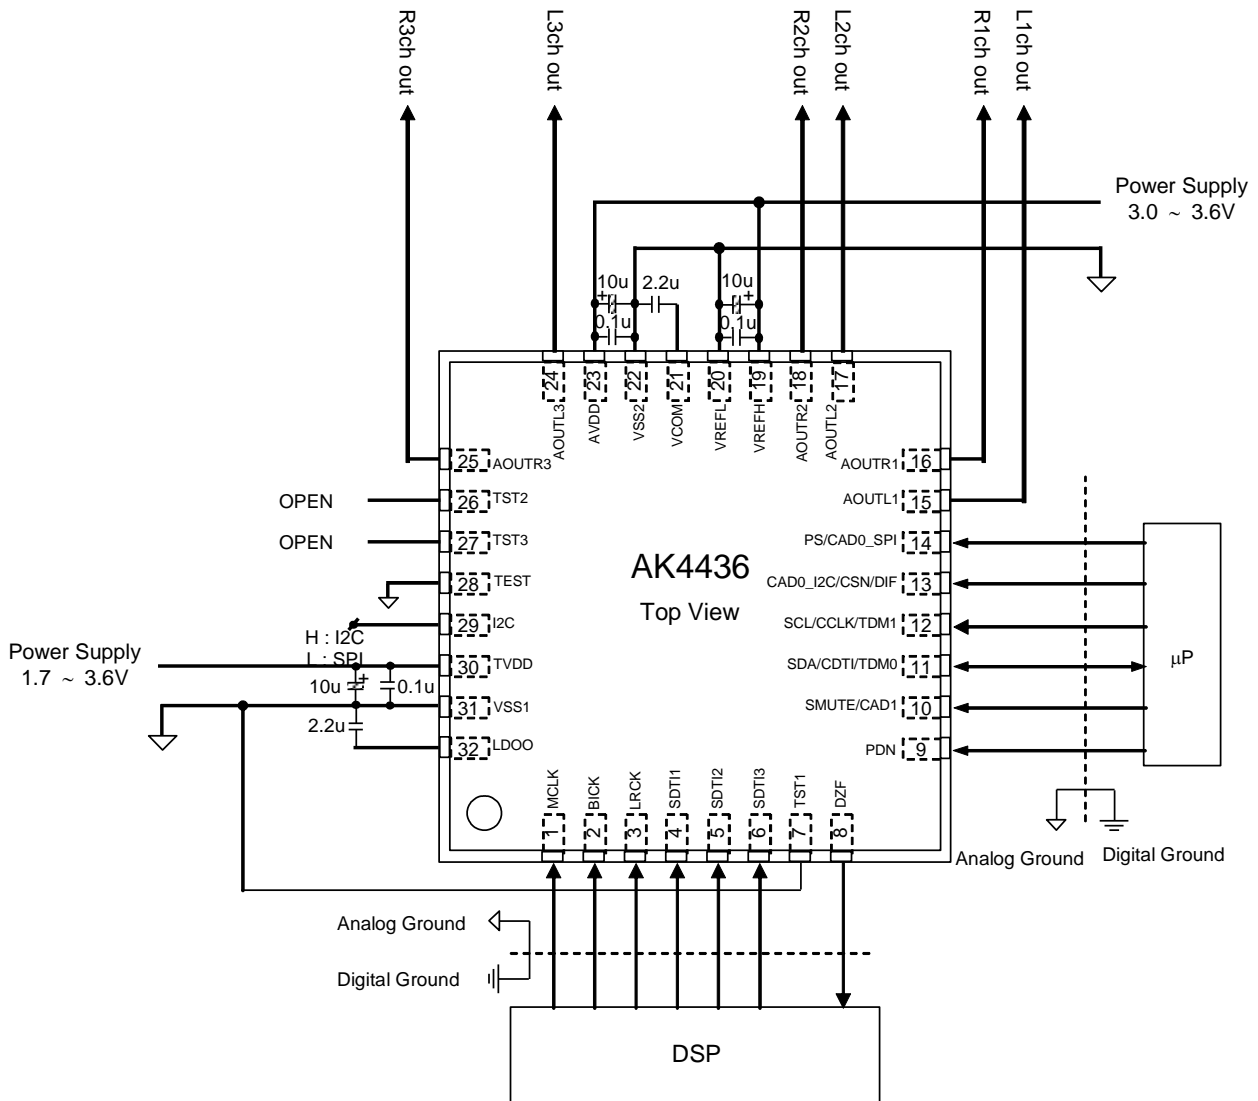 R3ch out
L3ch out
R2ch out
L2ch out
R1ch out
L1ch out
Power Supply
3.0 ~ 3.6V
10u
+
2.2u
0.1u
10u
+
0.1u
24
23
22
21
20
19
18
17
AOUTL3
AVDD
VSS2
VCOM
VREFL
VREFH
AOUTR2
AOUTL2
25 AOUTR3
AOUTR1 16
OPEN
26 TST2
AOUTL1 15
OPEN
27 TST3
PS/CAD0_SPI 14
AK4436
Top View
28 TEST
CAD0_I2C/CSN/DIF 13
29 I2C
SCL/CCLK/TDM1 12
H : I2C
L : SPI
Power Supply
1.7 ~ 3.6V
30 TVDD
SDA/CDTI/TDM0 11
µP
10u
+
0.1u
31 VSS1
SMUTE/CAD1 10
2.2u
32 LDOO
PDN 9
MCLK
BICK
LRCK
SDTI1
SDTI2
SDTI3
TST1
DZF
1
2
3
4
5
6
7
8
Analog Ground
Digital Ground
Analog Ground
Digital Ground
DSP